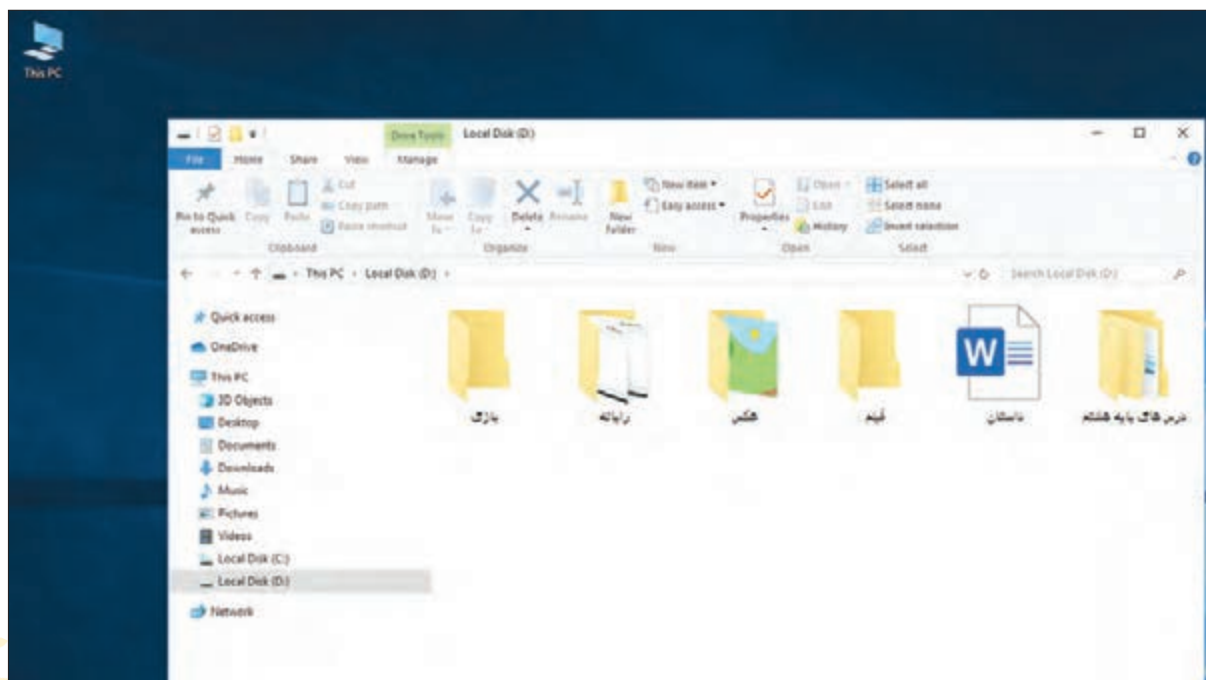 This PC
Drive Tools
Local Disk (D:)
File Home Share View Manage
Pin to Quick access
Copy
Paste
Cut
Copy path
Paste shortcut
Clipboard
Move to
Copy to
Delete
Rename
Organize
New folder
New item
Easy access
New
Properties
Open
Edit
History
Open
Select all
Select none
Invert selection
Select
This PC
Local Disk (D:)
Search Local Disk (D:)
Quick access
OneDrive
This PC
3D Objects
Desktop
Documents
Downloads
Music
Pictures
Videos
Local Disk (C:)
Local Disk (D:)
Network
درس های پایه هشتم
W
داستان
فیلم
عکس
رایانه
بازی